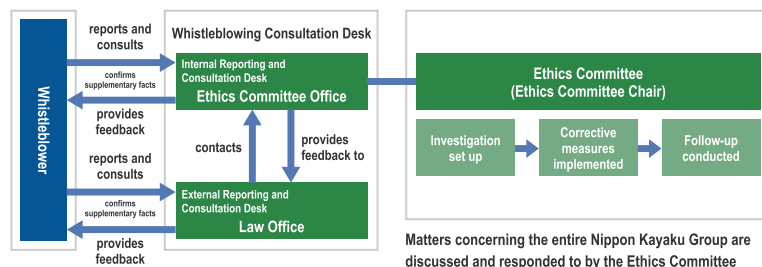 Whistleblower
reports and
consults
confirms
supplementary facts
provides
feedback
reports and
consults
confirms
supplementary facts
provides
feedback
Whistleblowing Consultation Desk
Internal Reporting and
Consultation Desk
Ethics Committee Office
contacts
provides
feedback to
External Reporting and
Consultation Desk
Law Office
Ethics Committee
(Ethics Committee Chair)
Investigation
set up
Corrective
measures
implemented
Follow-up
conducted
Matters concerning the entire Nippon Kayaku Group are
discussed and responded to by the Ethics Committee